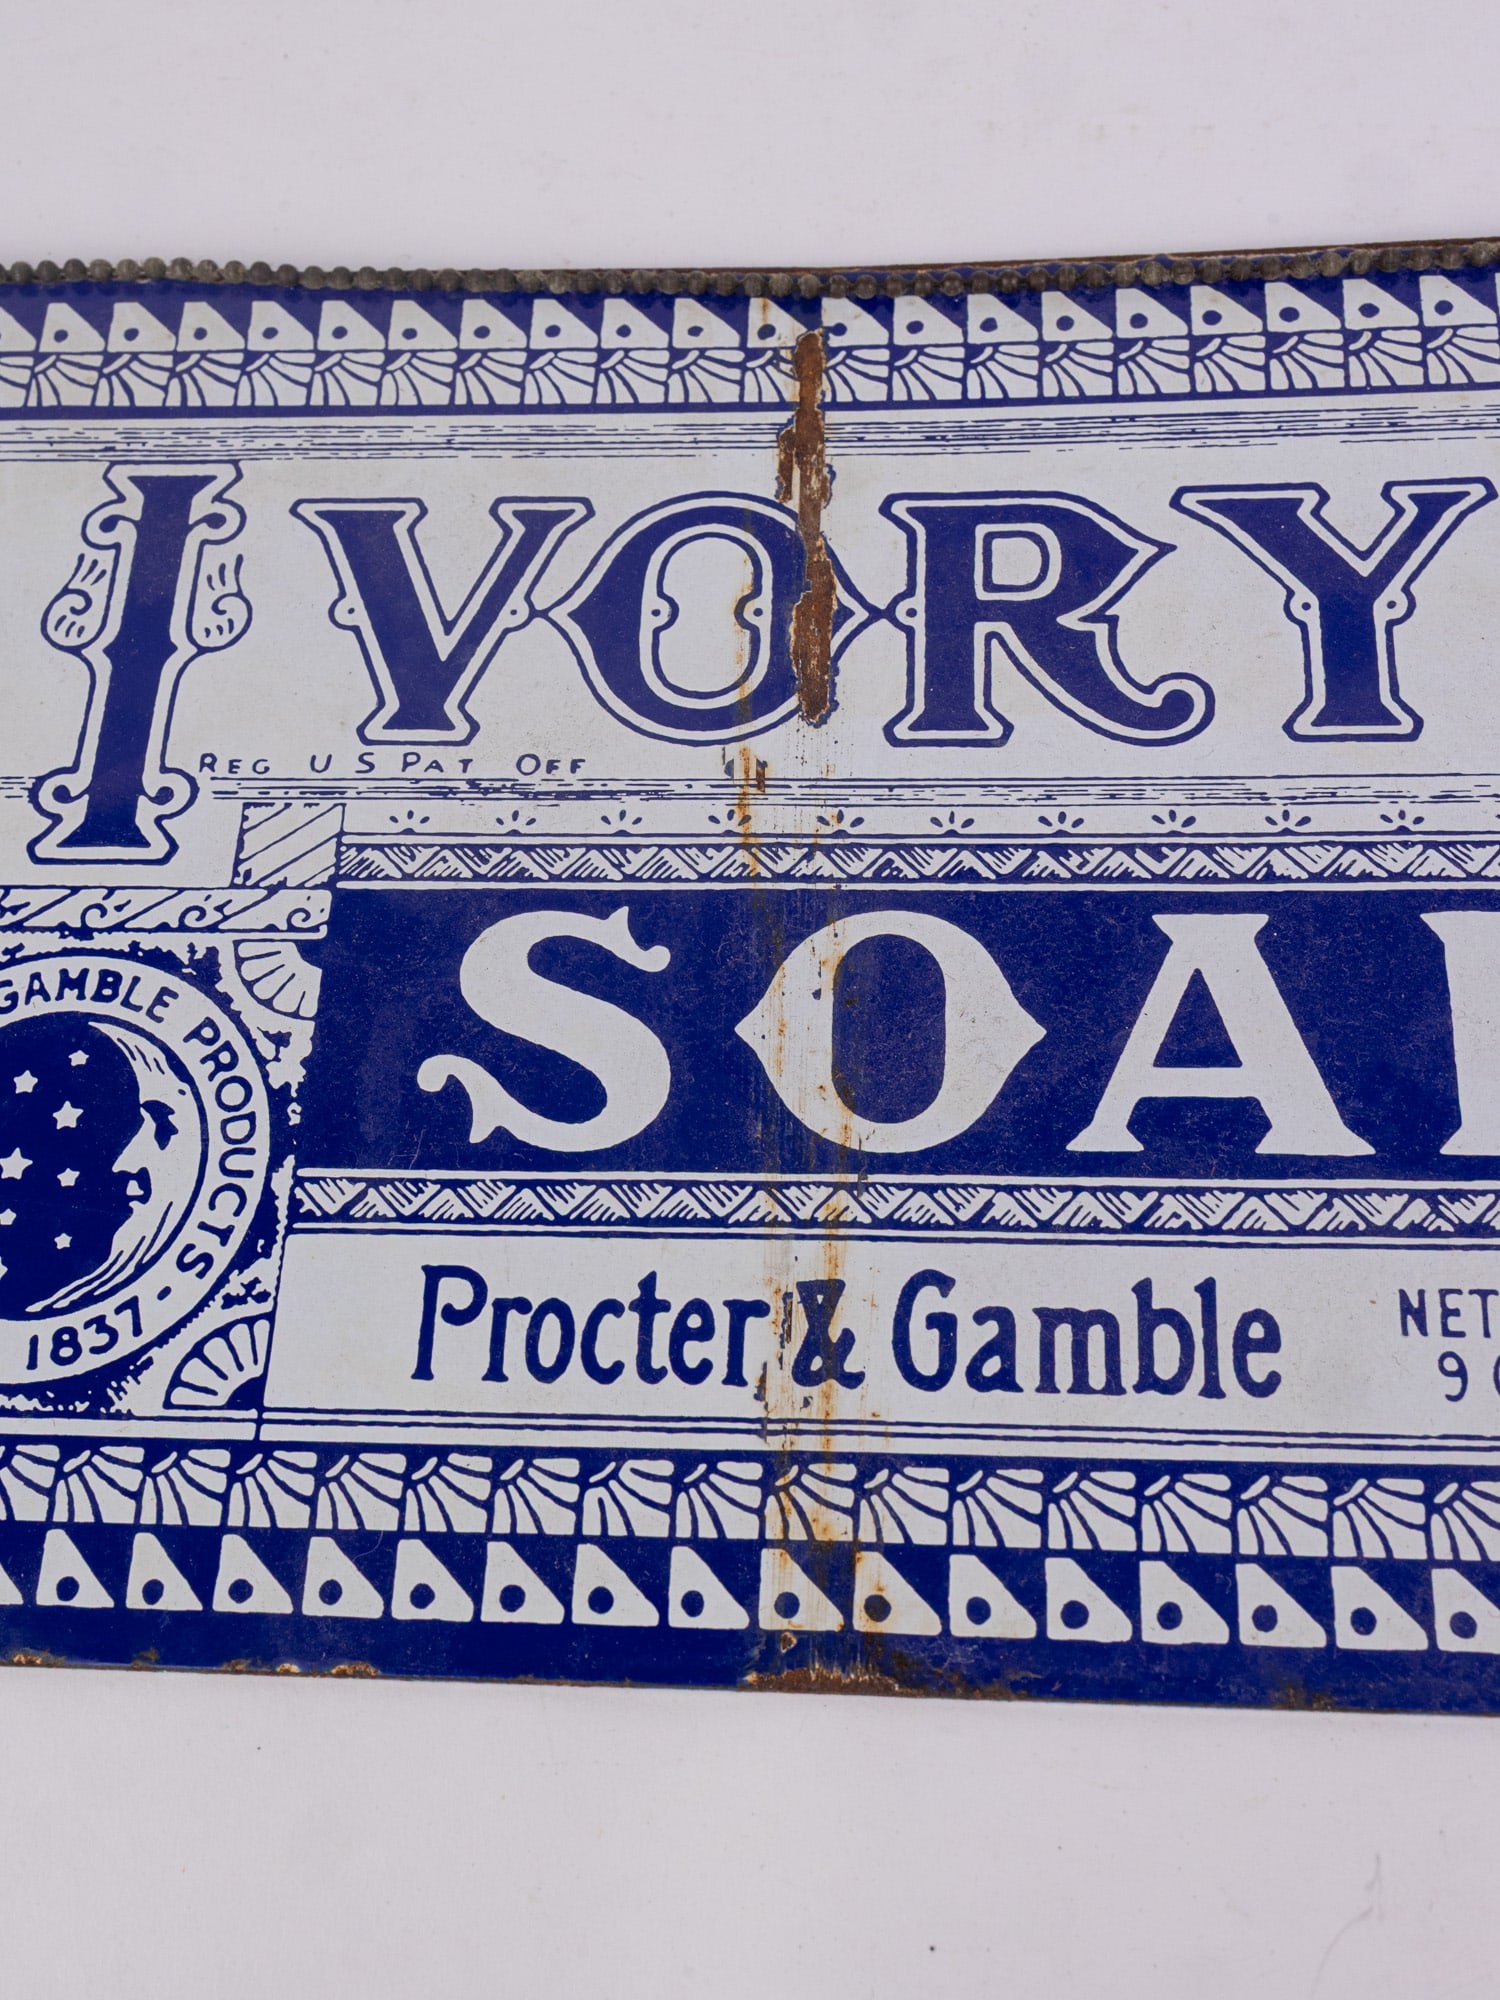 IVORY
REG U S PAT OFF
SOA
GAMBLE PRODUCTS-
1837-
Procter & Gamble
NET
9